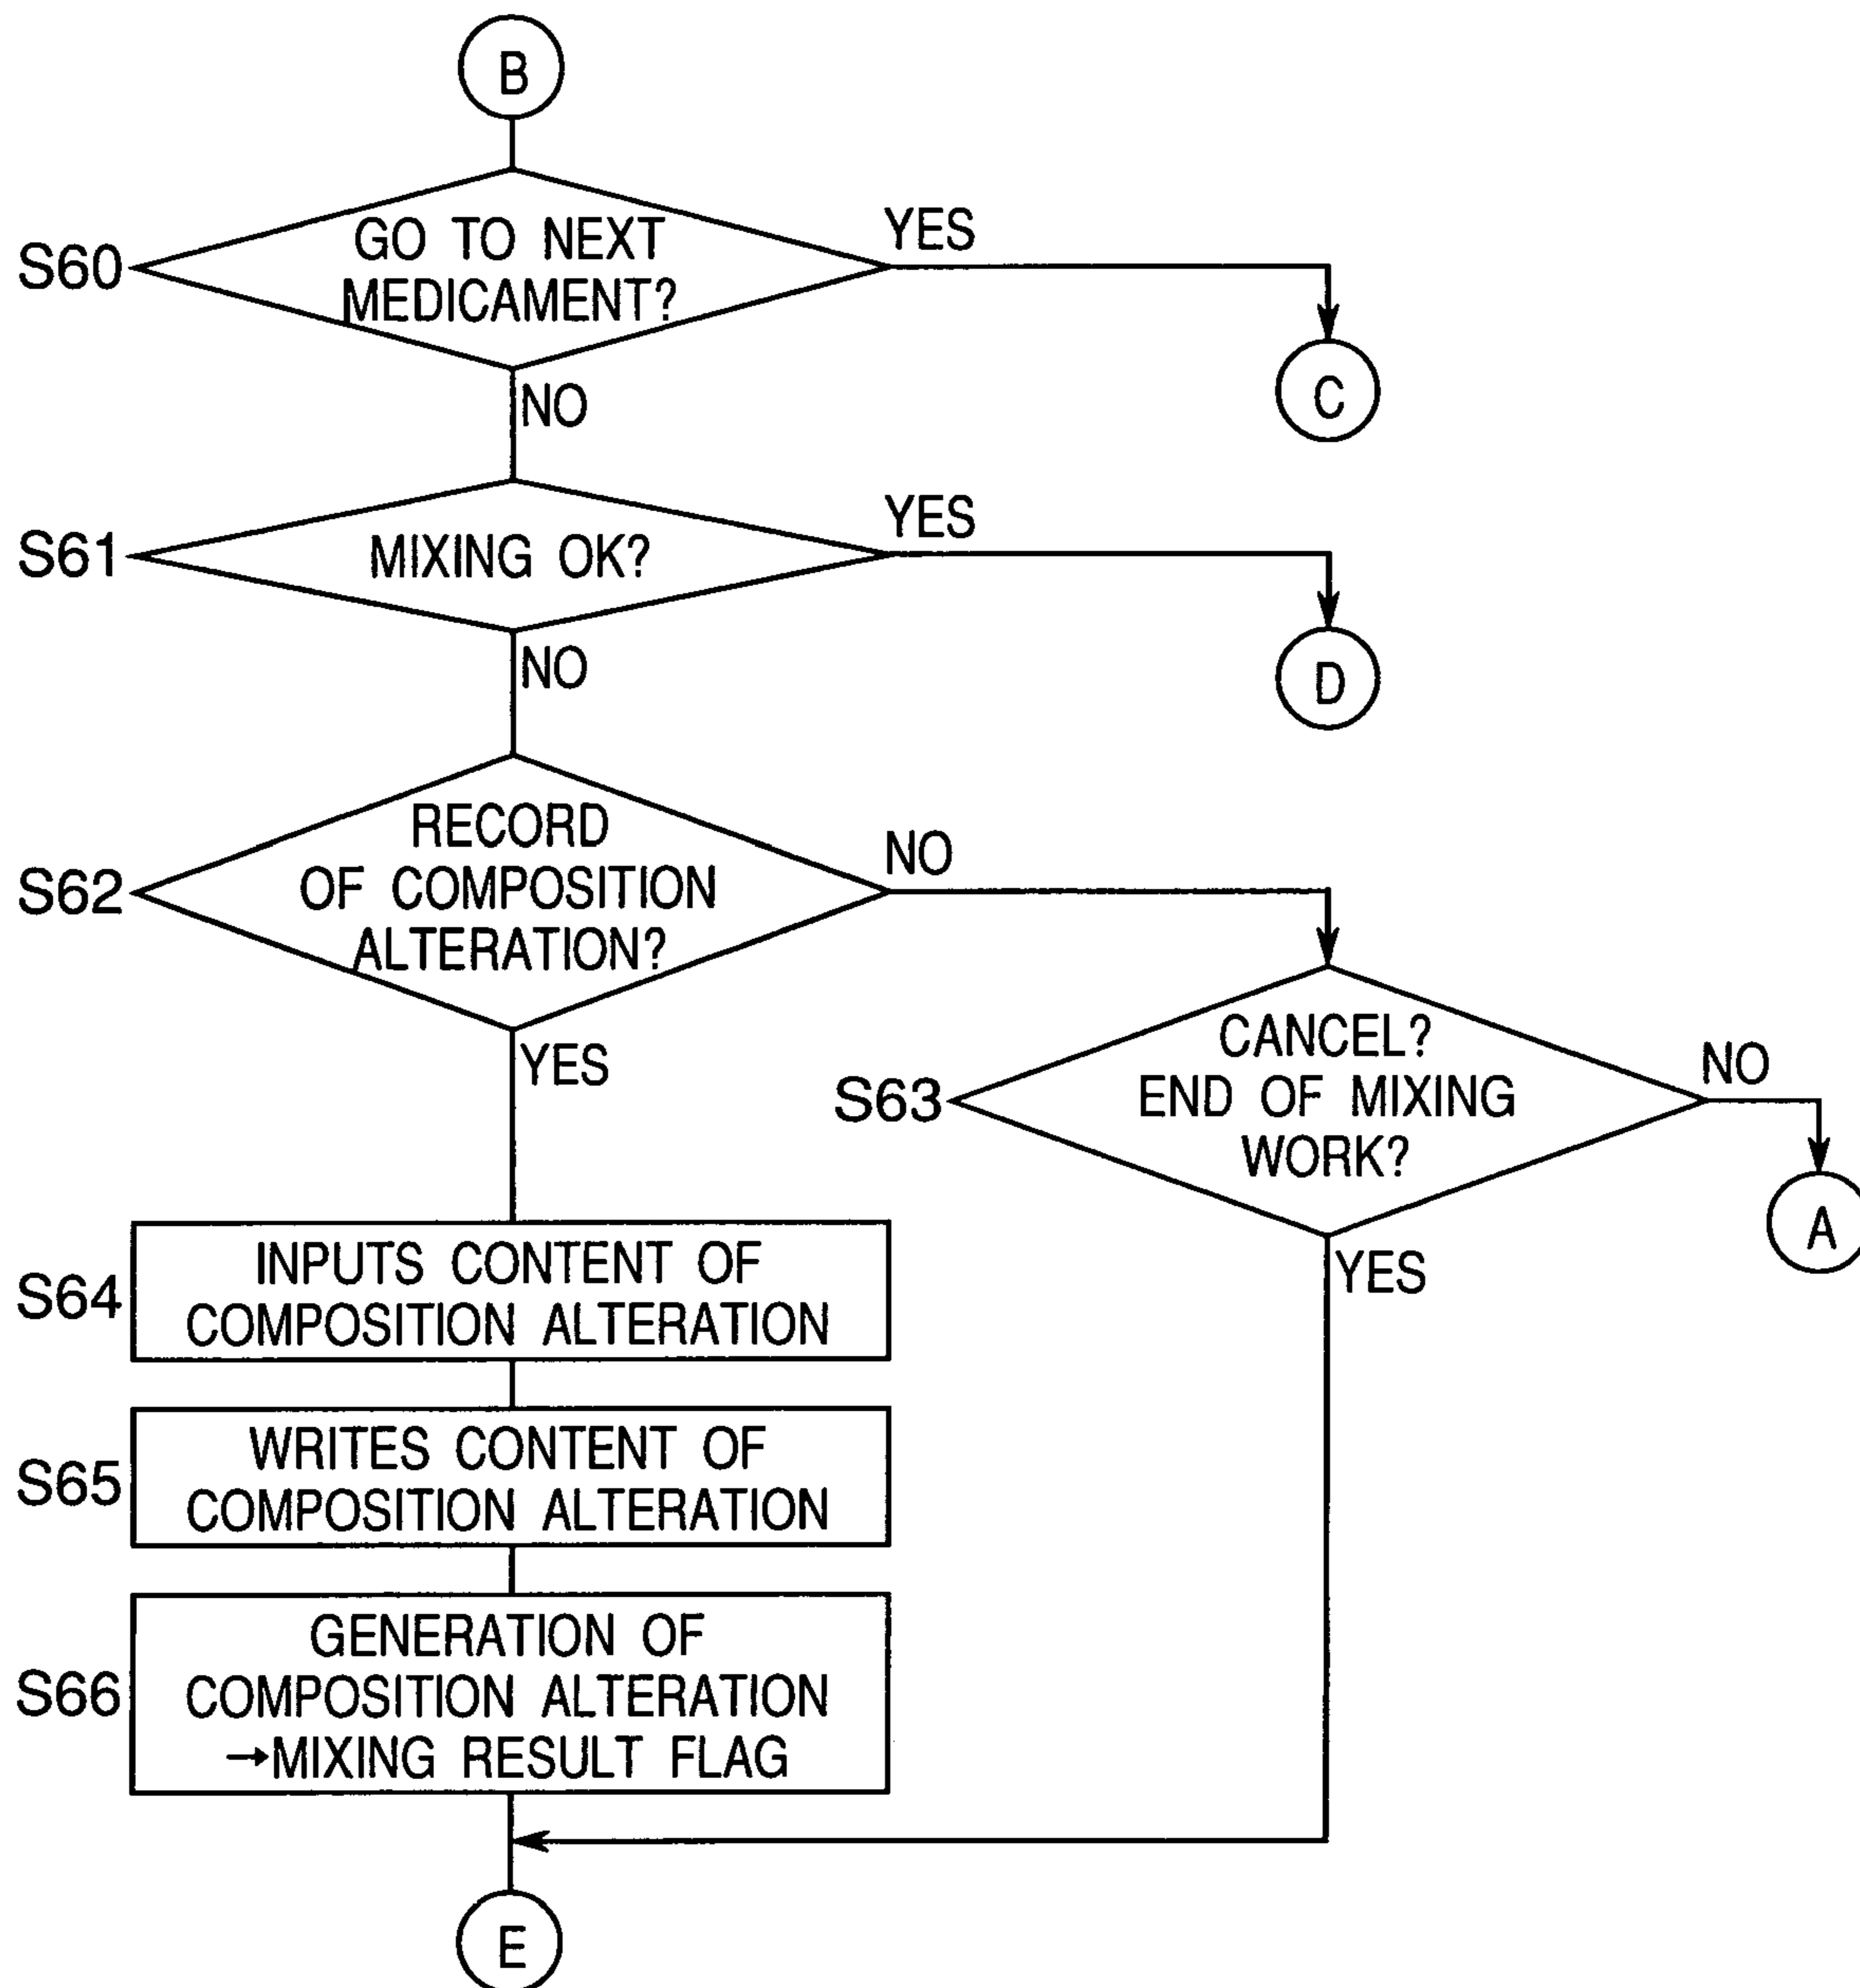 B
S60
GO TO NEXT
MEDICAMENT?
YES
C
NO
S61
MIXING OK?
YES
D
NO
S62
RECORD
OF COMPOSITION
ALTERATION?
NO
YES
S63
CANCEL?
END OF MIXING
WORK?
NO
A
YES
S64
INPUTS CONTENT OF
COMPOSITION ALTERATION
S65
WRITES CONTENT OF
COMPOSITION ALTERATION
S66
GENERATION OF
COMPOSITION ALTERATION
→MIXING RESULT FLAG
E